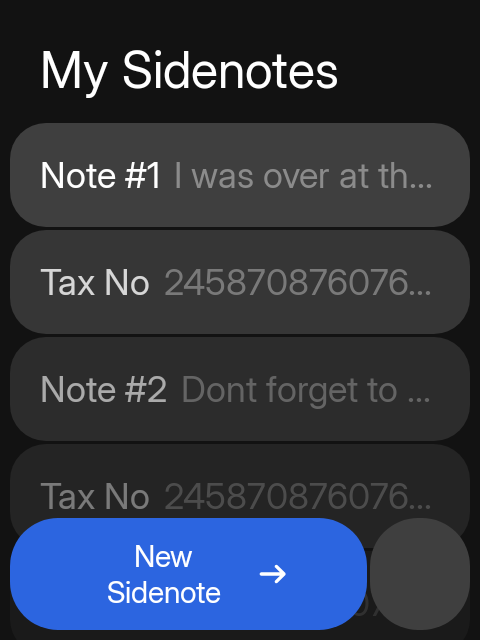 My Sidenotes
Note #1 I was over at th...
Tax No 245870876076...
Note #2 Dont forget to ...
Tax No 245870876076...
New
Sidenote